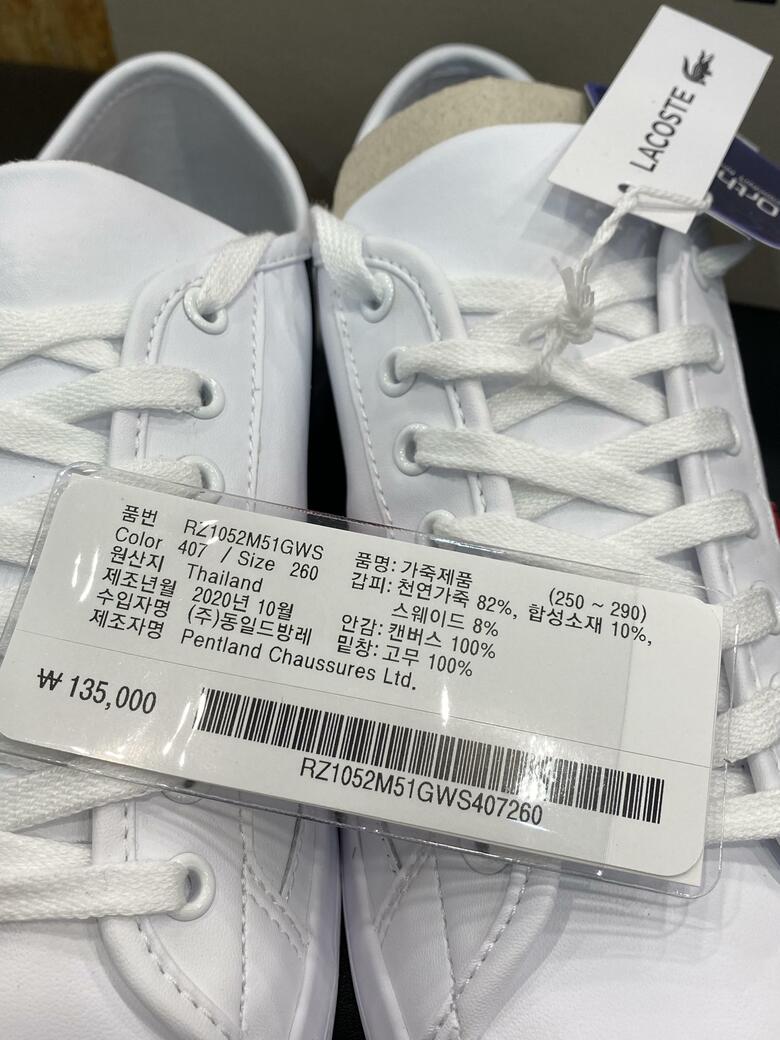 LACOSTE
Orth
품번 RZ1052M51GWS
Color 407 / Size 260
원산지 Thailand
제조년월 2020년 10월
수입자명 (주)동일드방레
제조자명 Pentland Chaussures Ltd.
품명: 가죽제품 (250 ~ 290)
갑피: 천연가죽 82%, 합성소재 10%,
스웨이드 8%
안감: 캔버스 100%
밑창: 고무 100%
₩ 135,000
RZ1052M51GWS407260